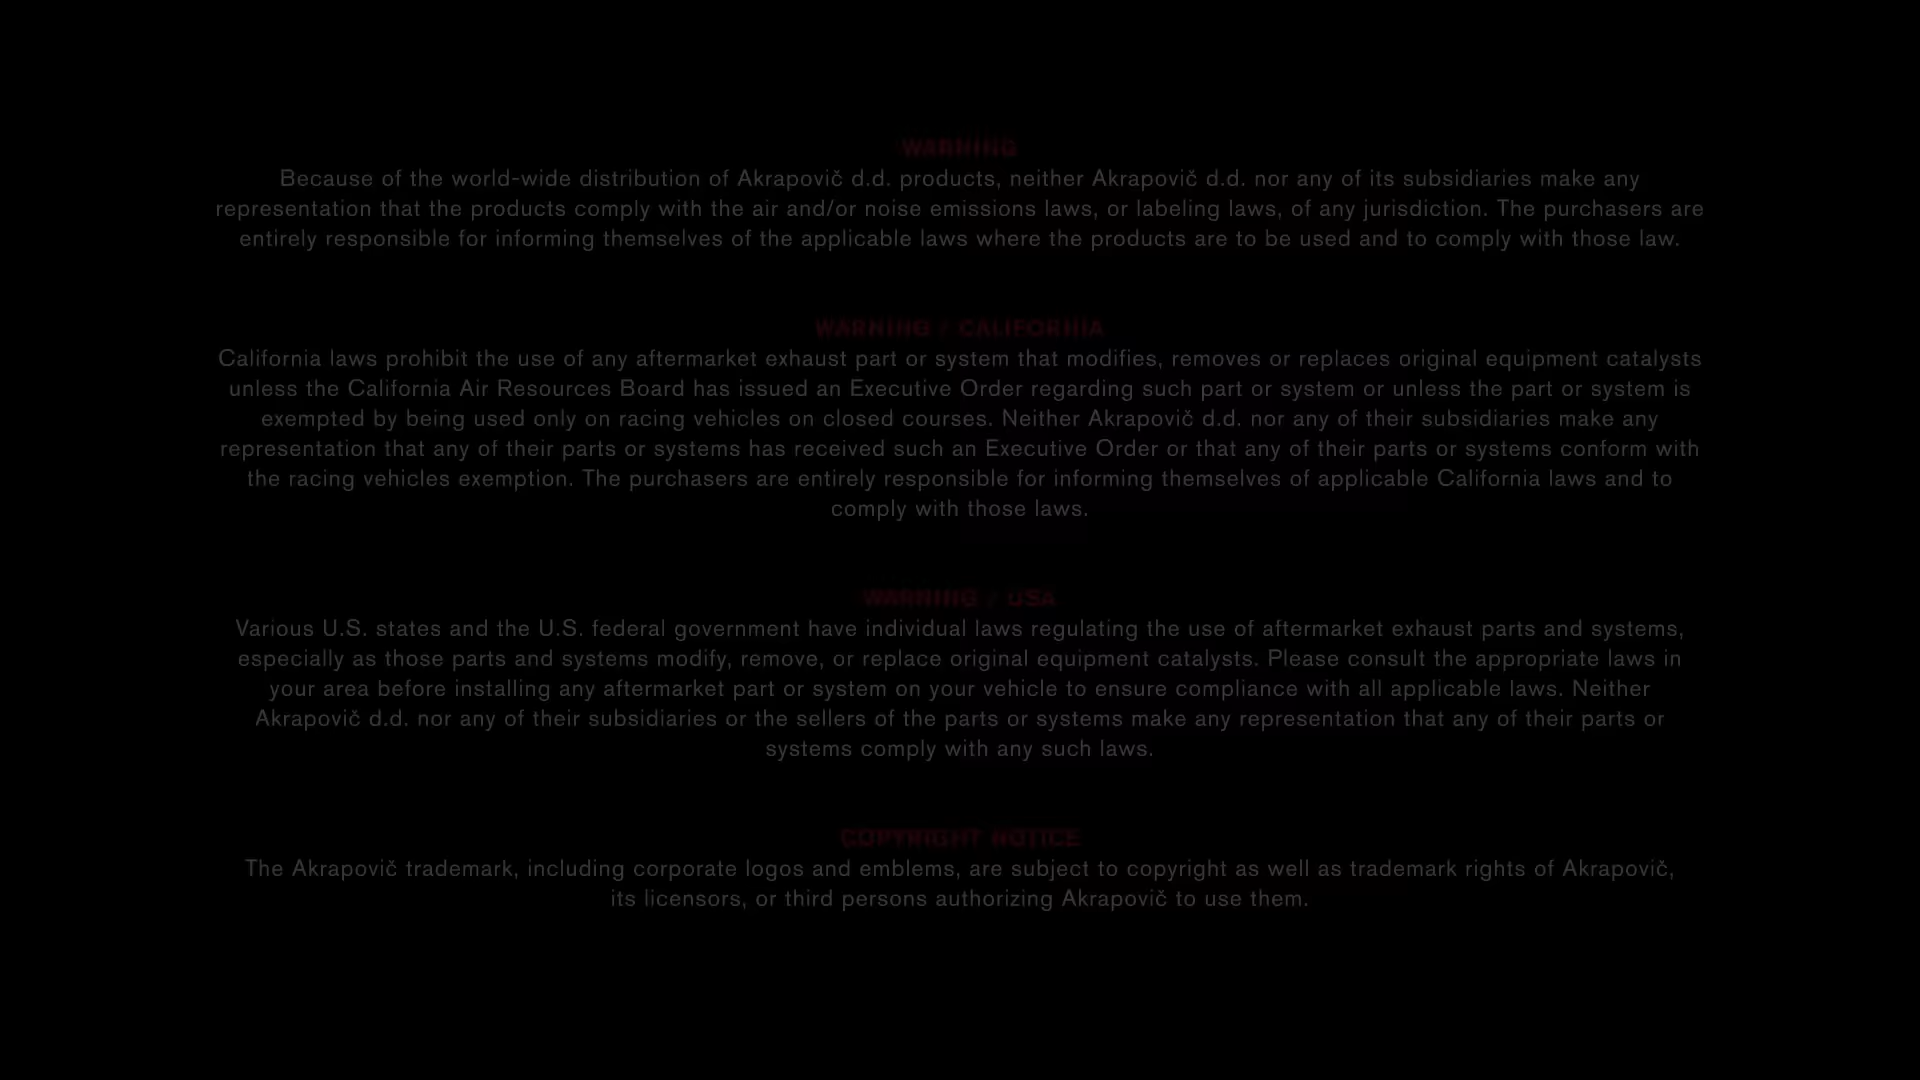 WARNING
Because of the world-wide distribution of Akrapovič d.d. products, neither Akrapovič d.d. nor any of its subsidiaries make any
representation that the products comply with the air and/or noise emissions laws, or labeling laws, of any jurisdiction. The purchasers are
entirely responsible for informing themselves of the applicable laws where the products are to be used and to comply with those law.
WARNING / CALIFORNIA
California laws prohibit the use of any aftermarket exhaust part or system that modifies, removes or replaces original equipment catalysts
unless the California Air Resources Board has issued an Executive Order regarding such part or system or unless the part or system is
exempted by being used only on racing vehicles on closed courses. Neither Akrapovič d.d. nor any of their subsidiaries make any
representation that any of their parts or systems has received such an Executive Order or that any of their parts or systems conform with
the racing vehicles exemption. The purchasers are entirely responsible for informing themselves of applicable California laws and to
comply with those laws.
WARNING / USA
Various U.S. states and the U.S. federal government have individual laws regulating the use of aftermarket exhaust parts and systems,
especially as those parts and systems modify, remove, or replace original equipment catalysts. Please consult the appropriate laws in
your area before installing any aftermarket part or system on your vehicle to ensure compliance with all applicable laws. Neither
Akrapovič d.d. nor any of their subsidiaries or the sellers of the parts or systems make any representation that any of their parts or
systems comply with any such laws.
COPYRIGHT NOTICE
The Akrapovič trademark, including corporate logos and emblems, are subject to copyright as well as trademark rights of Akrapovič,
its licensors, or third persons authorizing Akrapovič to use them.